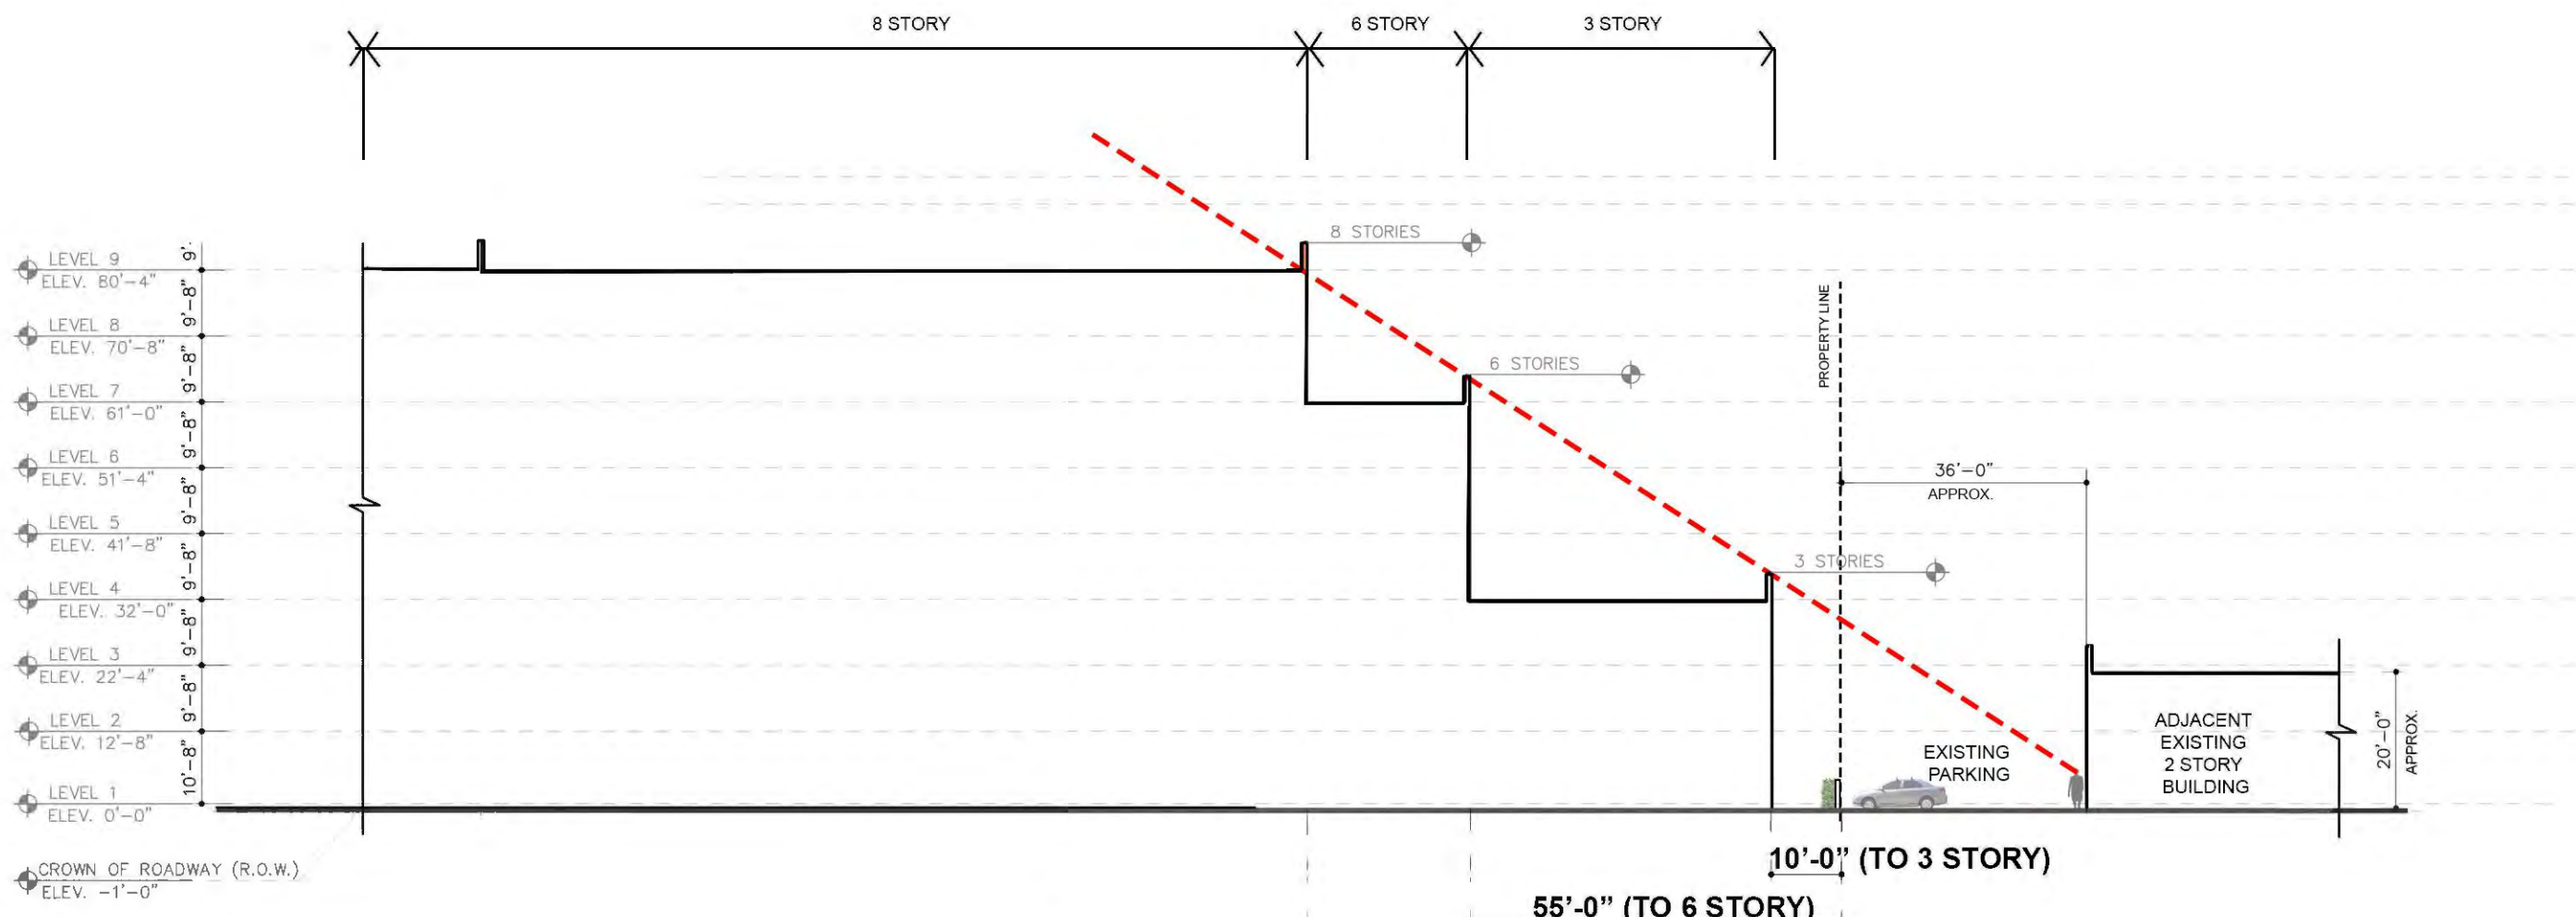 8 STORY
6 STORY
3 STORY
8 STORIES
6 STORIES
3 STORIES
PROPERTY LINE
36'-0"
APPROX.
LEVEL 9
ELEV. 80'-4"
LEVEL 8
ELEV. 70'-8"
LEVEL 7
ELEV. 61'-0"
LEVEL 6
ELEV. 51'-4"
LEVEL 5
ELEV. 41'-8"
LEVEL 4
ELEV. 32'-0"
LEVEL 3
ELEV. 22'-4"
LEVEL 2
ELEV. 12'-8"
LEVEL 1
ELEV. 0'-0"
CROWN OF ROADWAY (R.O.W.)
ELEV. -1'-0"
9'-8"
9'-8"
9'-8"
9'-8"
9'-8"
9'-8"
9'-8"
10'-8"
EXISTING
PARKING
ADJACENT
EXISTING
2 STORY
BUILDING
20'-0"
APPROX.
10'-0" (TO 3 STORY)
55'-0" (TO 6 STORY)